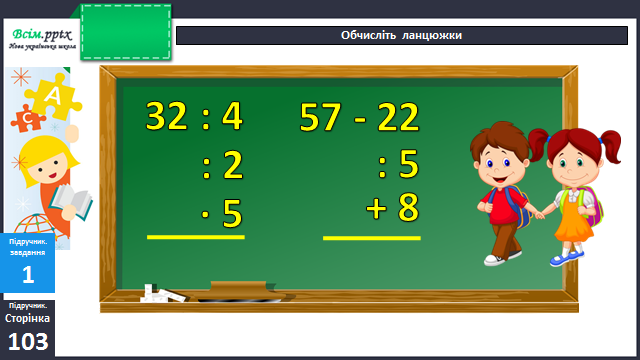 Всім.pptx
Нова українська школа
Обчисліть ланцюжки
А
С
32 : 4
: 2
· 5
57 - 22
: 5
+ 8
Підручник.
завдання
1
Підручник.
Сторінка
103